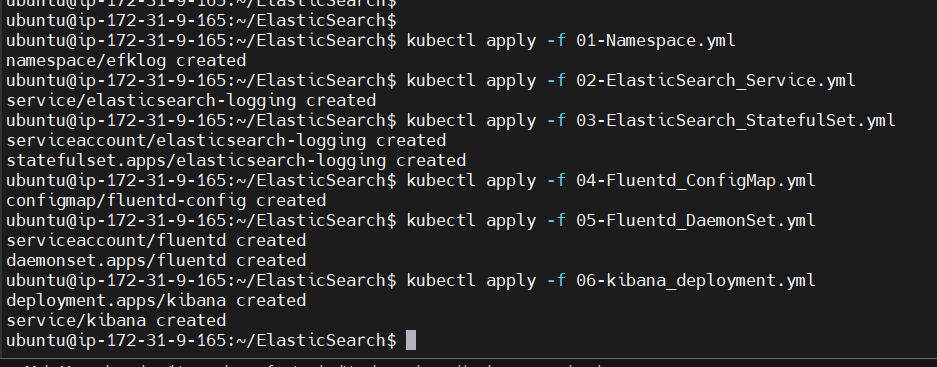 ubuntu@ip-172-31-9-165:~/ElasticSearch$
ubuntu@ip-172-31-9-165:~/ElasticSearch$
ubuntu@ip-172-31-9-165:~/ElasticSearch$ kubectl apply -f 01-Namespace.yml
namespace/efklog created
ubuntu@ip-172-31-9-165:~/ElasticSearch$ kubectl apply -f 02-ElasticSearch_Service.yml
service/elasticsearch-logging created
ubuntu@ip-172-31-9-165:~/ElasticSearch$ kubectl apply -f 03-ElasticSearch_StatefulSet.yml
serviceaccount/elasticsearch-logging created
statefulset.apps/elasticsearch-logging created
ubuntu@ip-172-31-9-165:~/ElasticSearch$ kubectl apply -f 04-Fluentd_ConfigMap.yml
configmap/fluentd-config created
ubuntu@ip-172-31-9-165:~/ElasticSearch$ kubectl apply -f 05-Fluentd_DaemonSet.yml
serviceaccount/fluentd created
daemonset.apps/fluentd created
ubuntu@ip-172-31-9-165:~/ElasticSearch$ kubectl apply -f 06-kibana_deployment.yml
deployment.apps/kibana created
service/kibana created
ubuntu@ip-172-31-9-165:~/ElasticSearch$